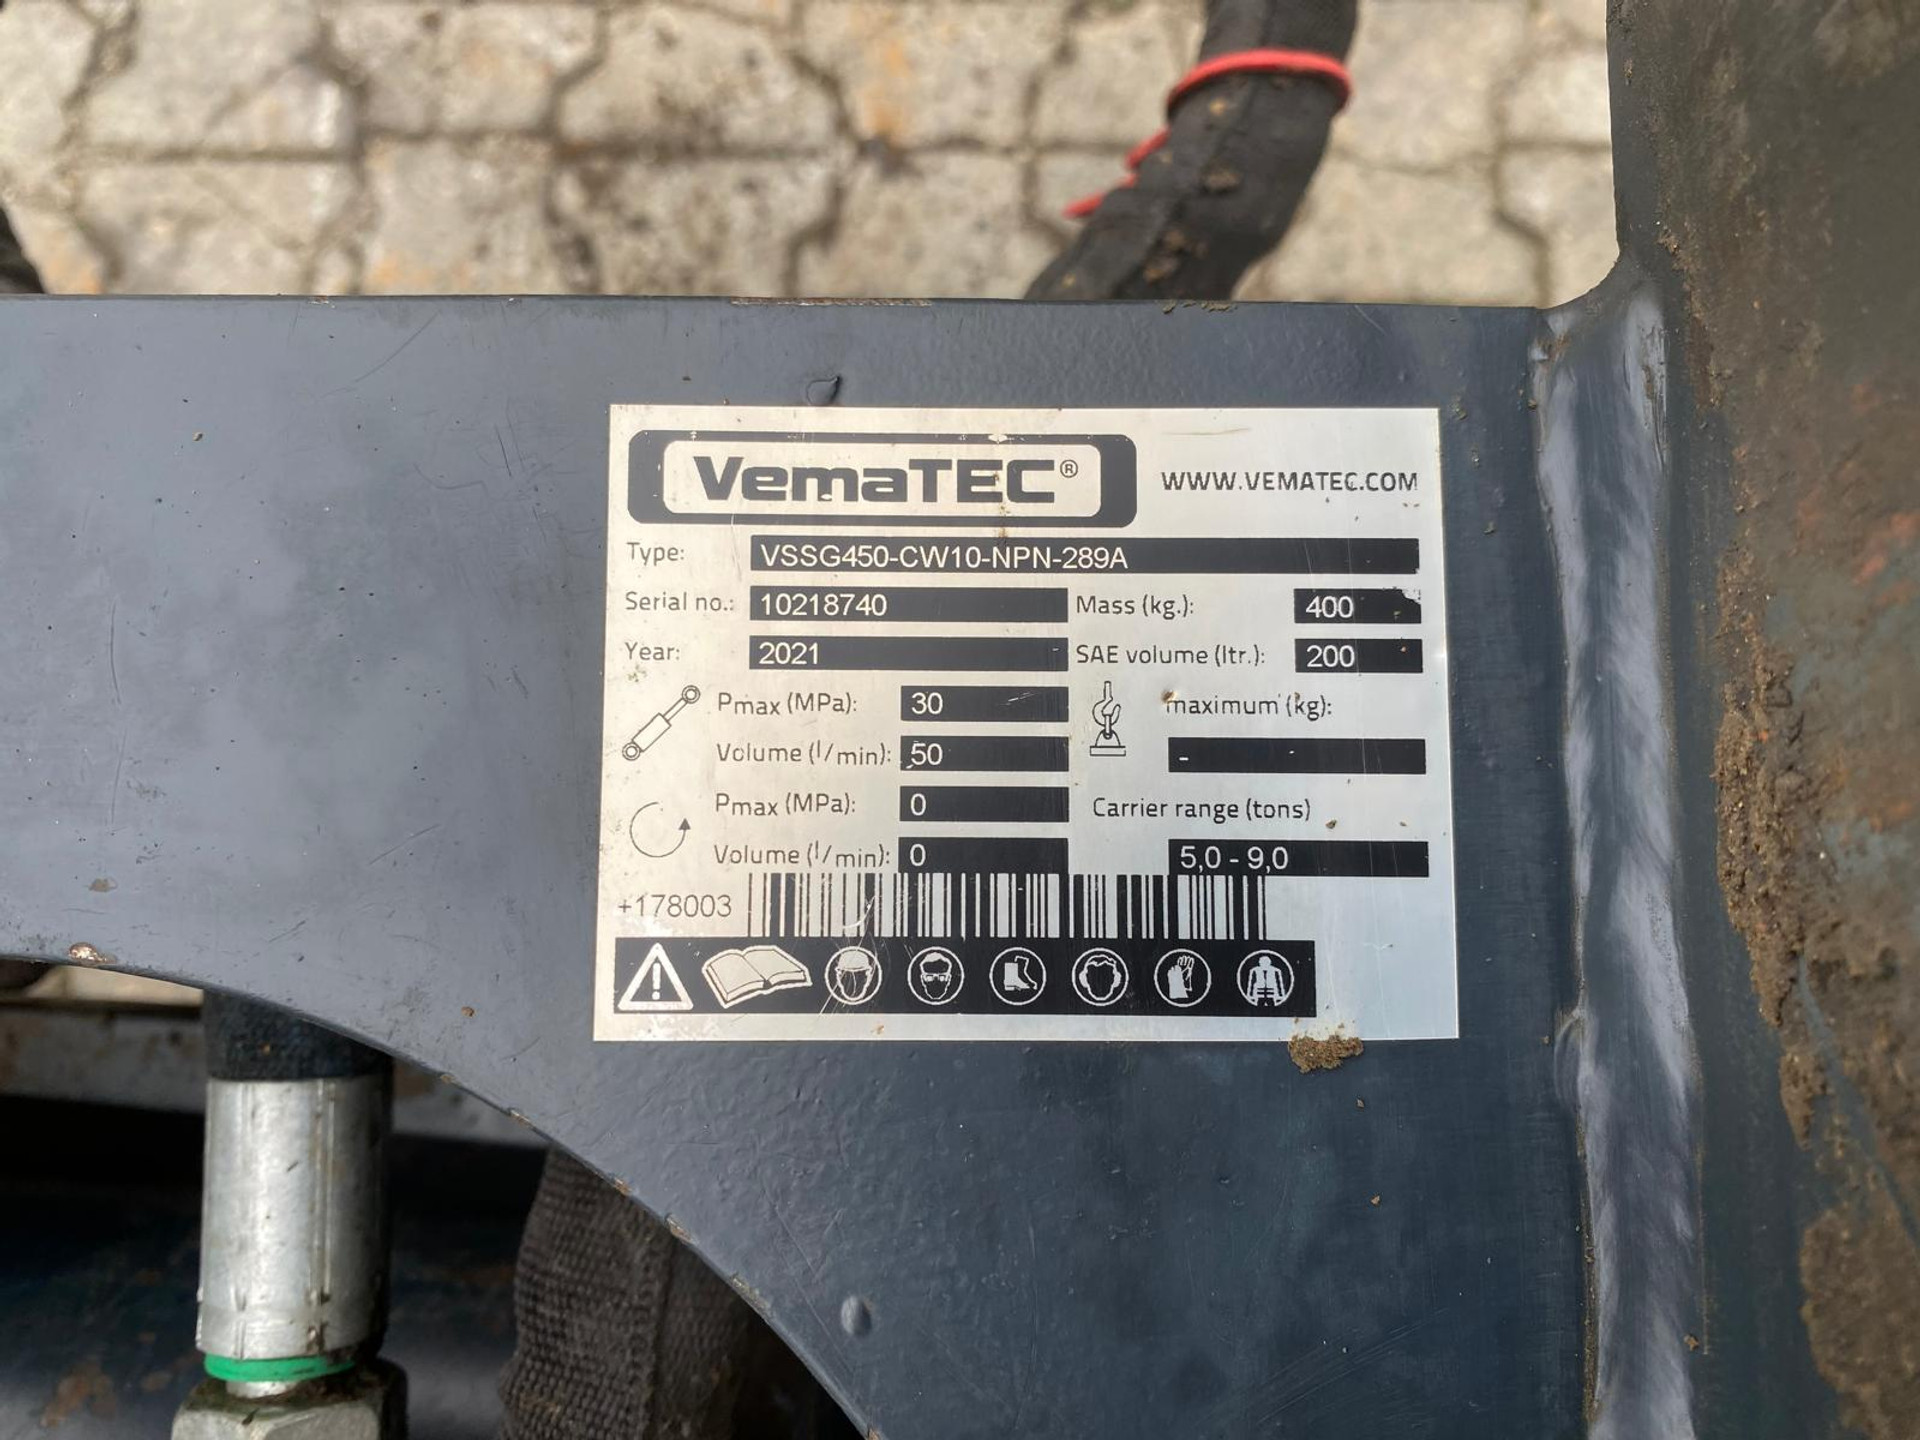 VemaTEC® WWW.VEMATEC.COM
Type: VSSG450-CW10-NPN-289A
Serial no.: 10218740 Mass (kg.): 400
Year: 2021 SAE volume (ltr.): 200
Pmax (MPa): 30 maximum (kg):
Volume (l/min): 50 -
Pmax (MPa): 0 Carrier range (tons)
Volume (l/min): 0 5,0 - 9,0
+178003